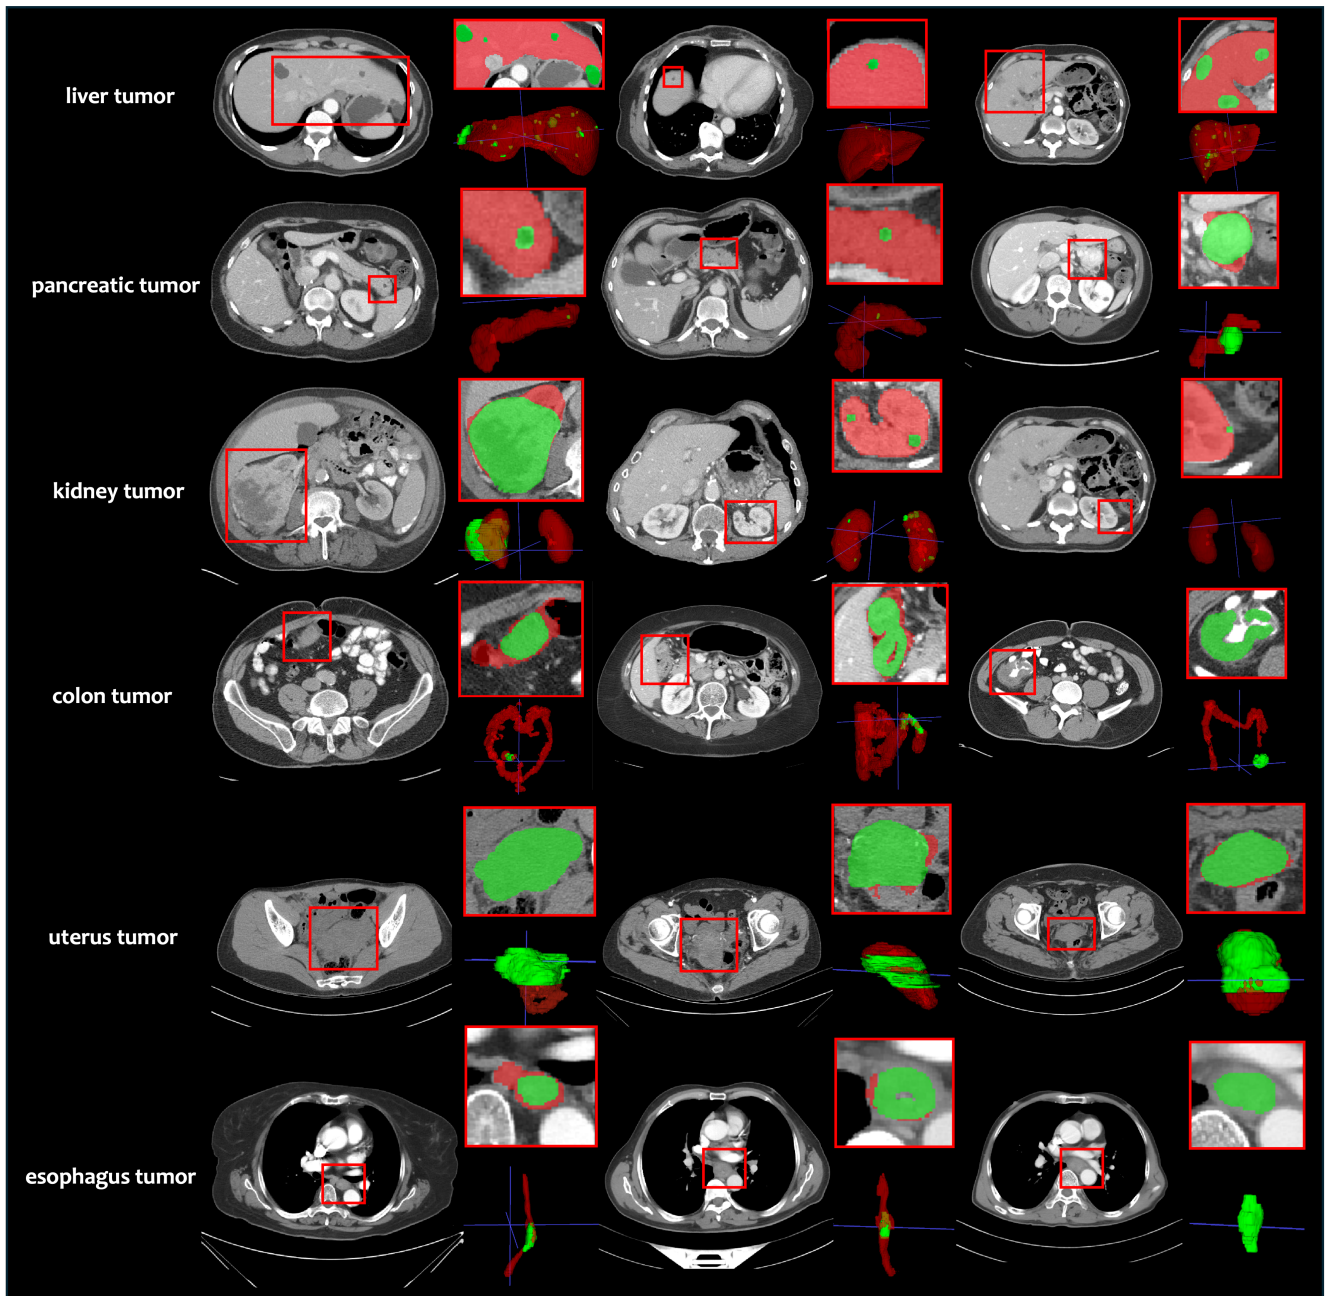 liver tumor
pancreatic tumor
kidney tumor
colon tumor
uterus tumor
esophagus tumor